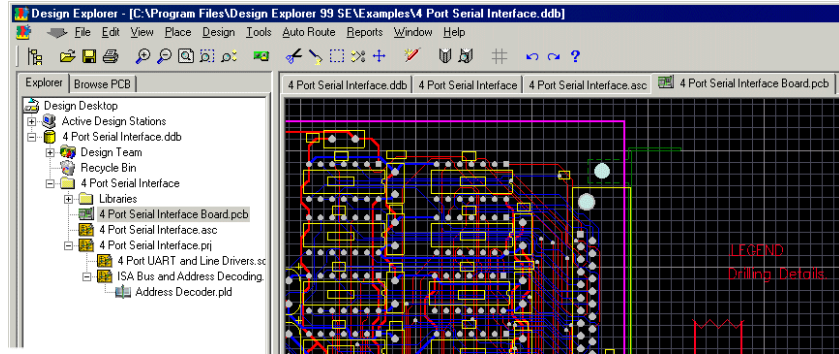 Design Explorer - [C:\Program Files\Design Explorer 99 SE\Examples\4 Port Serial Interface.ddb]
File Edit View Place Design Tools Auto Route Reports Window Help
Explorer Browse PCB
4 Port Serial Interface.ddb 4 Port Serial Interface 4 Port Serial Interface.asc 4 Port Serial Interface Board.pcb
Design Desktop
Active Design Stations
4 Port Serial Interface.ddb
Design Team
Recycle Bin
4 Port Serial Interface
Libraries
4 Port Serial Interface Board.pcb
4 Port Serial Interface.asc
4 Port Serial Interface.prj
4 Port UART and Line Drivers.sc
ISA Bus and Address Decoding.
Address Decoder.pld
LEGEND
Drilling Details.